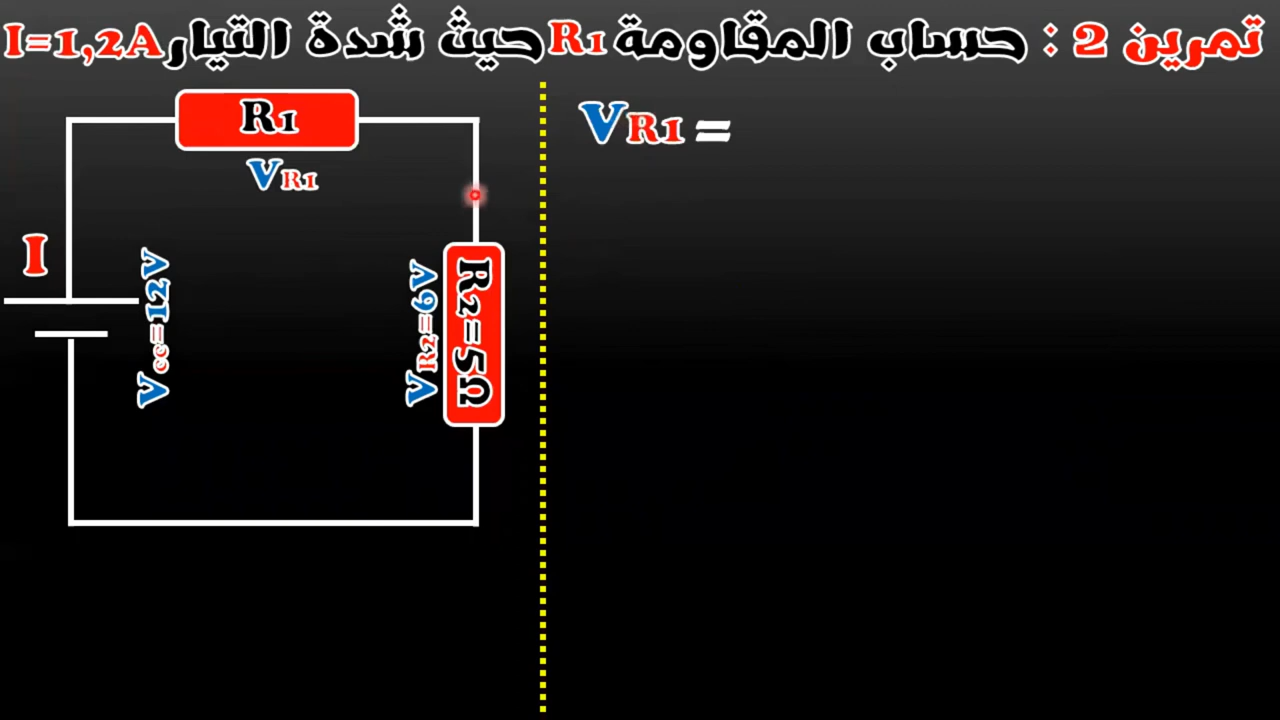 تمرين 2 : حساب المقاومة R1 حيث شدة التيار I=1,2A
R1
VR1
VR1 =
I
Vcc=12V
VR2=6V
R2=5Ω